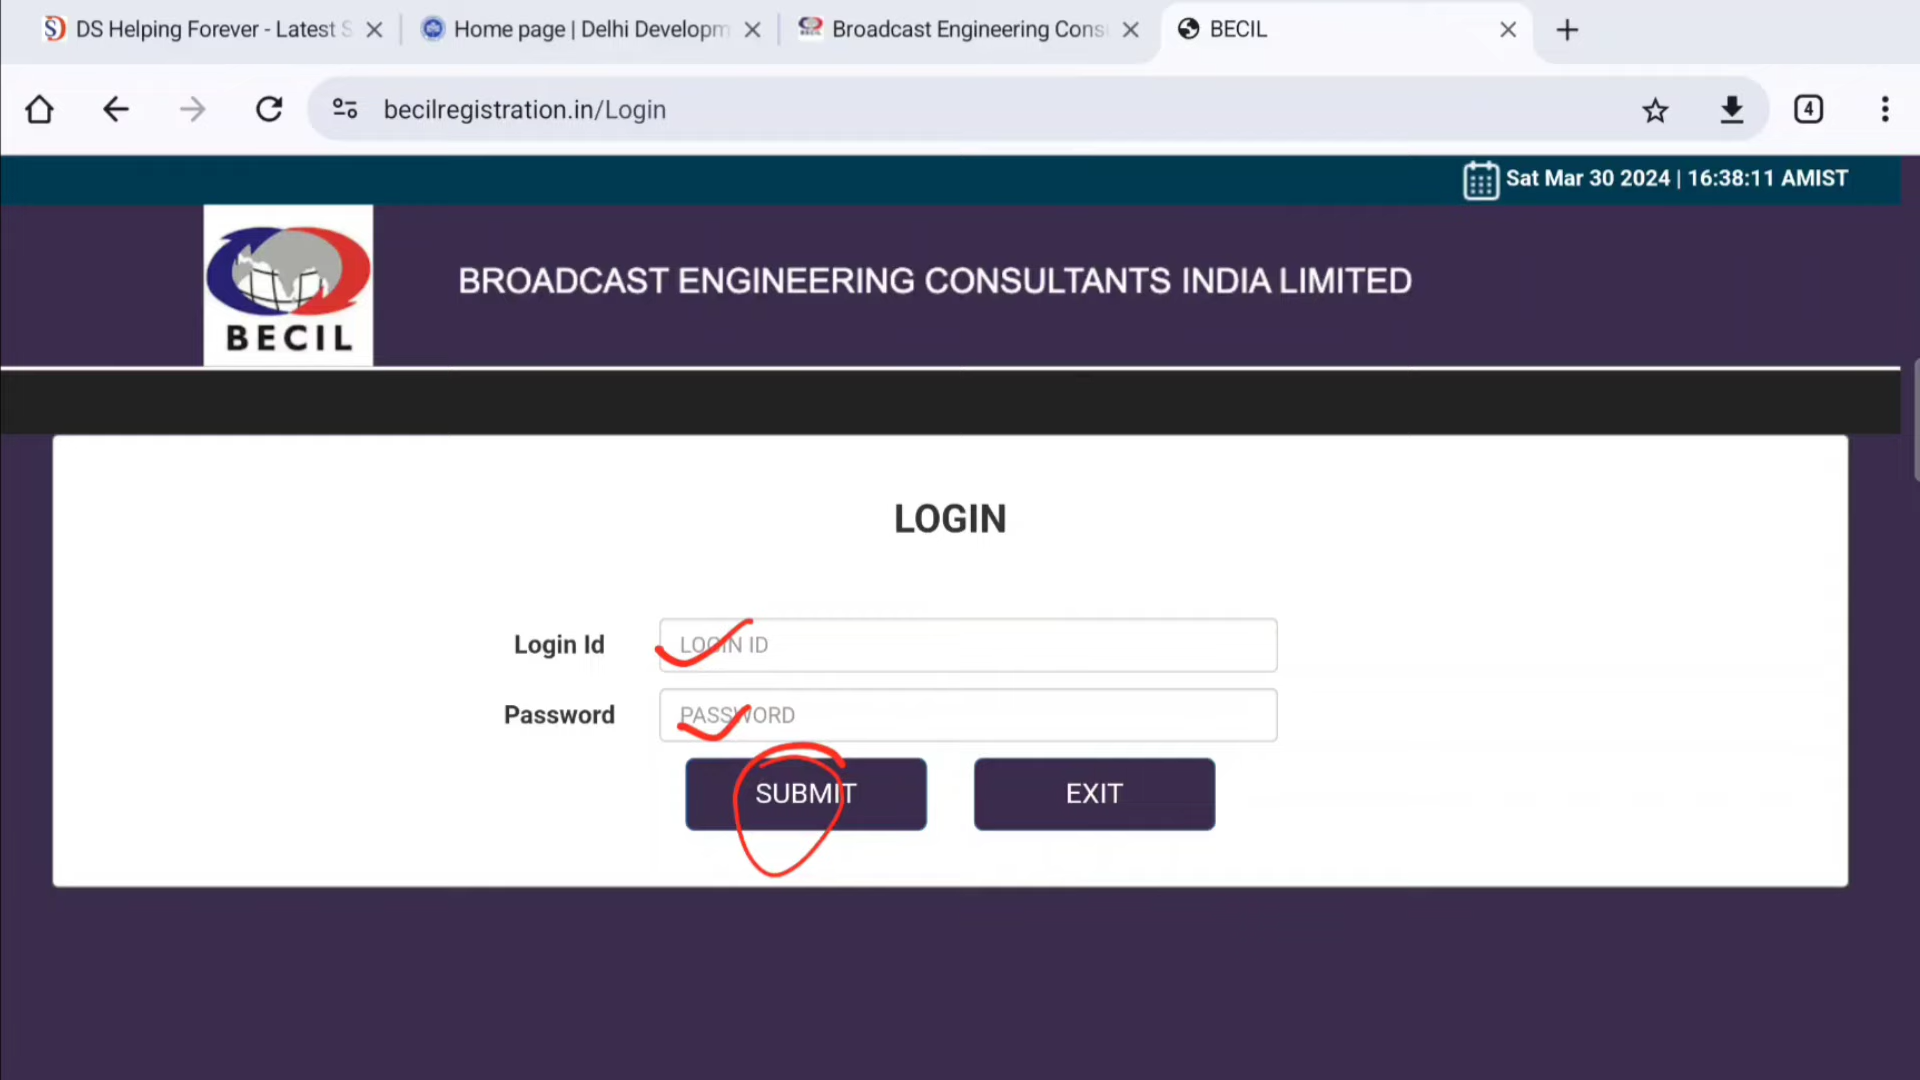 DS Helping Forever - Latest S
Home page | Delhi Developm
Broadcast Engineering Cons
BECIL
becilregistration.in/Login
4
Sat Mar 30 2024 | 16:38:11 AMIST
BECIL
BROADCAST ENGINEERING CONSULTANTS INDIA LIMITED
LOGIN
Login Id
LOGIN ID
Password
PASSWORD
SUBMIT
EXIT